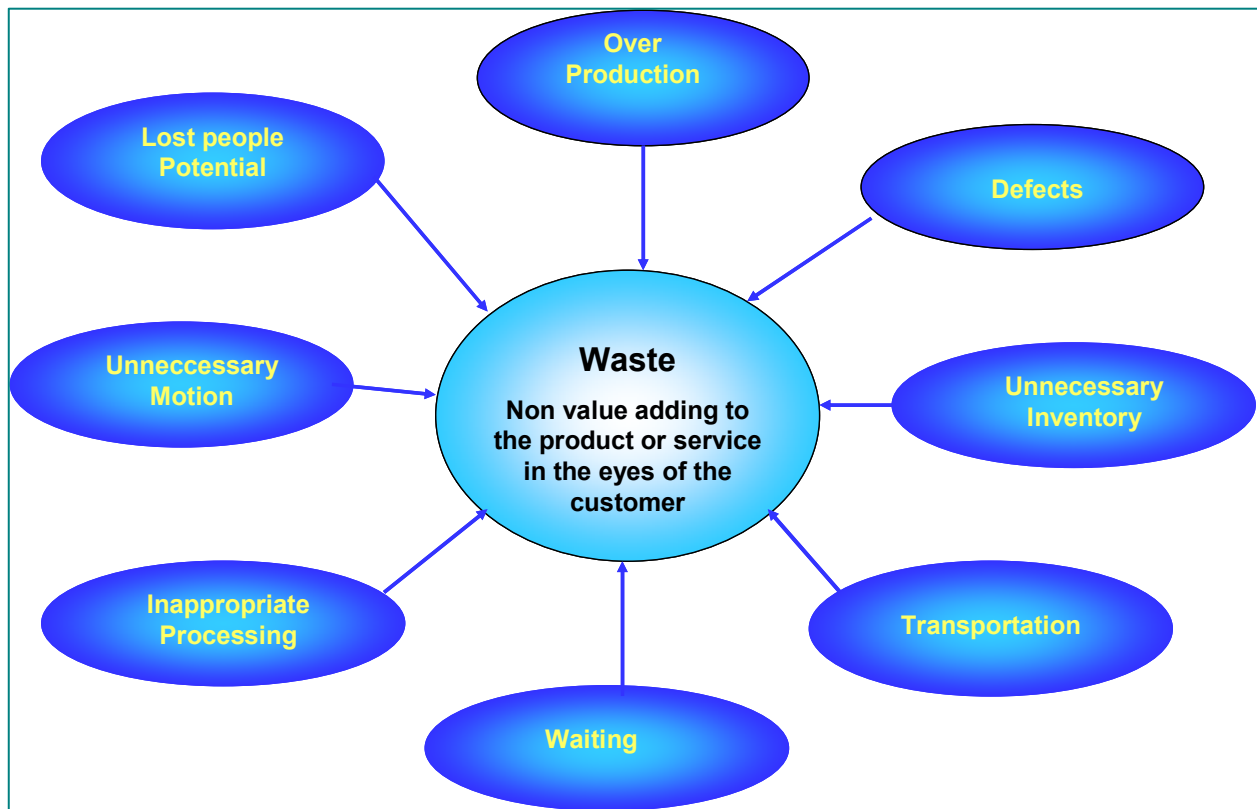 Over
Production
Lost people
Potential
Defects
Waste
Non value adding to
the product or service
in the eyes of the
customer
Unneccessary
Motion
Unnecessary
Inventory
Inappropriate
Processing
Transportation
Waiting